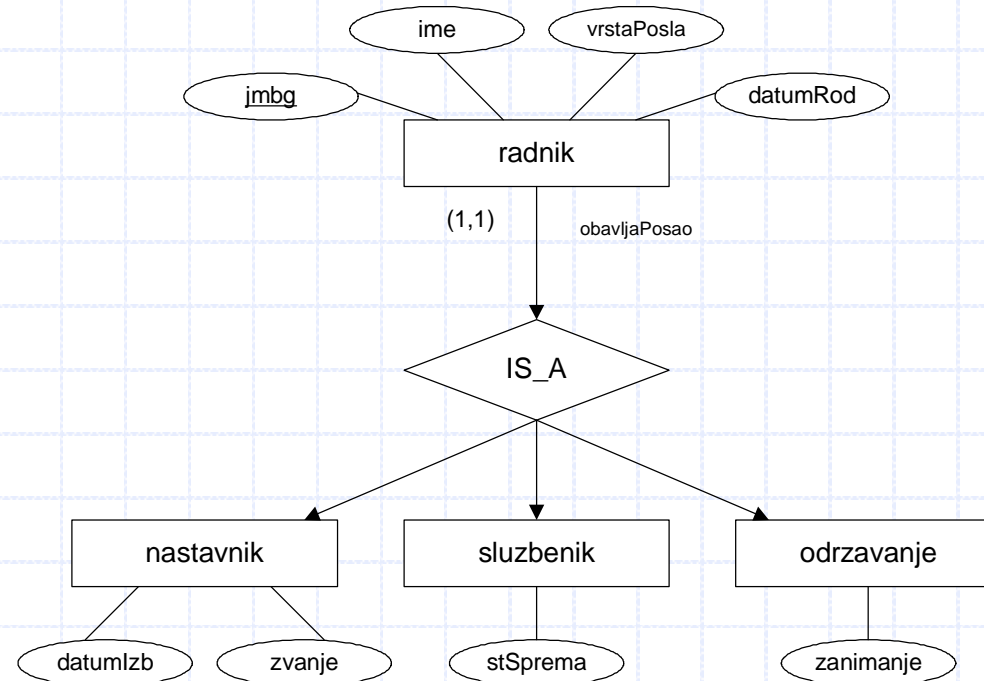 ime
vrstaPosla
jmbg
datumRod
radnik
(1,1)
obavljaPosao
IS_A
nastavnik
sluzbenik
odrzavanje
datumIzb
zvanje
stSprema
zanimanje